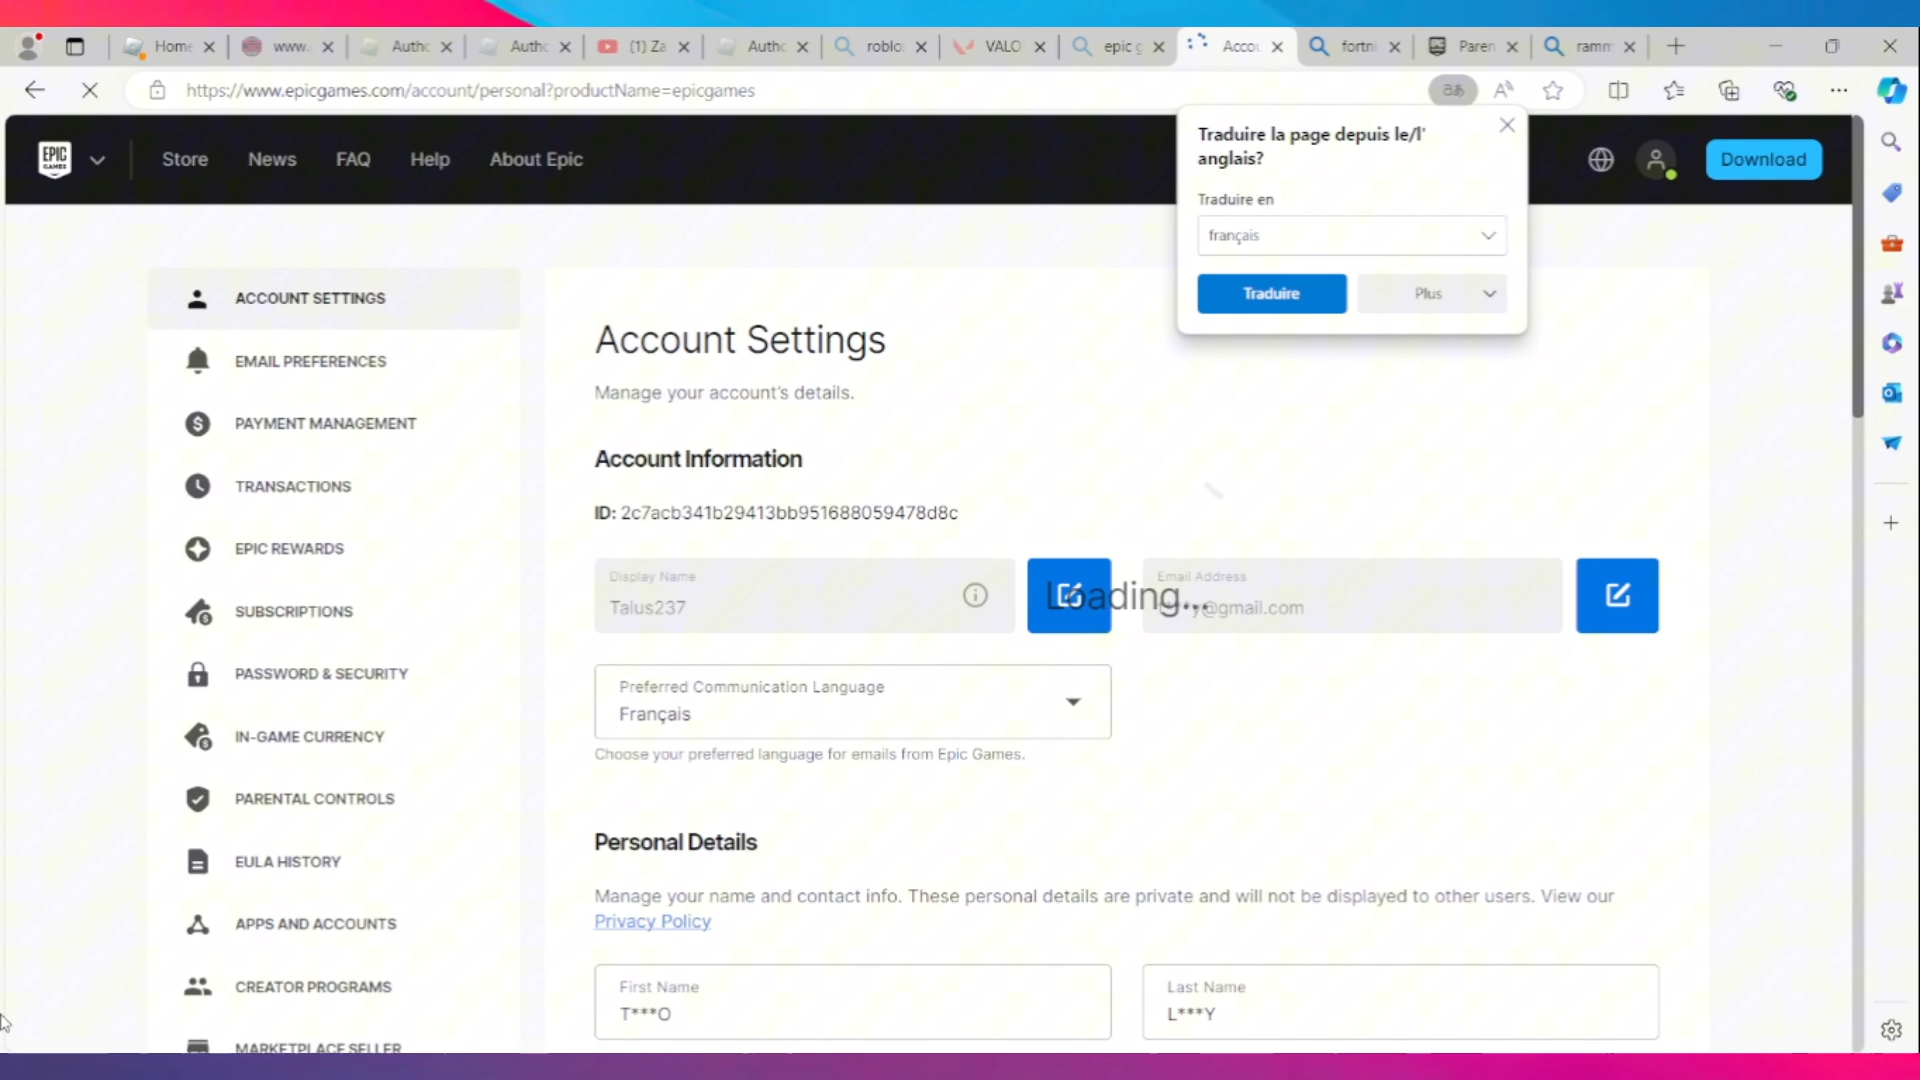 Home
www.
Autho
Autho
(1) Za
Autho
roblo
VALO
epic g
Accou
fortni
Paren
ramm
https://www.epicgames.com/account/personal?productName=epicgames
Traduire la page depuis le/l'
anglais?
Traduire en
français
Traduire
Plus
EPIC
GAMES
Store
News
FAQ
Help
About Epic
Download
ACCOUNT SETTINGS
EMAIL PREFERENCES
PAYMENT MANAGEMENT
TRANSACTIONS
EPIC REWARDS
SUBSCRIPTIONS
PASSWORD & SECURITY
IN-GAME CURRENCY
PARENTAL CONTROLS
EULA HISTORY
APPS AND ACCOUNTS
CREATOR PROGRAMS
MARKETPLACE SELLER
Account Settings
Manage your account's details.
Account Information
ID: 2c7acb341b29413bb951688059478d8c
Display Name
Talus237
Loading...
Email Address
y@gmail.com
Preferred Communication Language
Français
Choose your preferred language for emails from Epic Games.
Personal Details
Manage your name and contact info. These personal details are private and will not be displayed to other users. View our
Privacy Policy
First Name
T***O
Last Name
L***Y